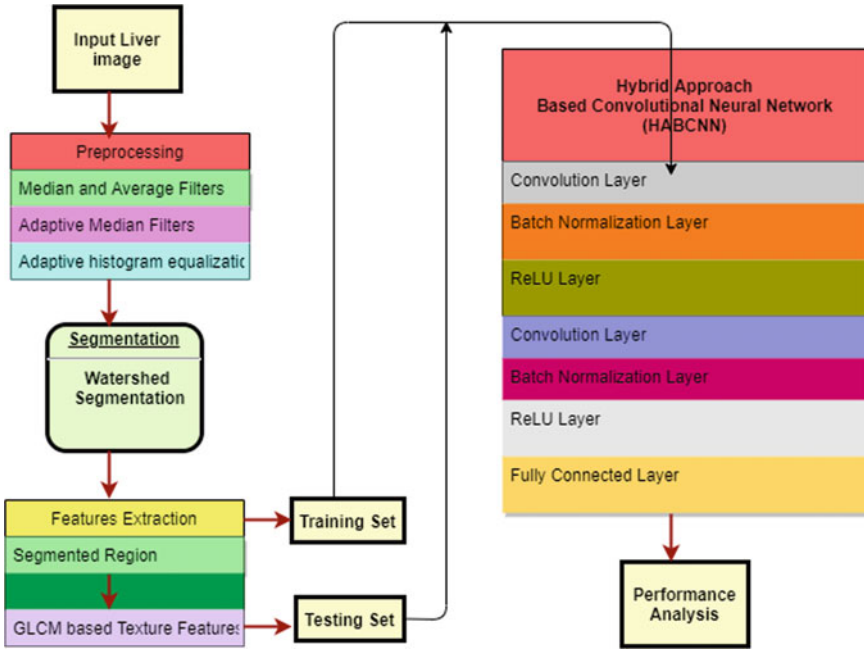 Input Liver
image
Preprocessing
Median and Average Filters
Adaptive Median Filters
Adaptive histogram equalizatic
Segmentation
Watershed
Segmentation
Features Extraction
Segmented Region
GLCM based Texture Features
Training Set
Testing Set
Hybrid Approach
Based Convolutional Neural Network
(HABCNN)
Convolution Layer
Batch Normalization Layer
ReLU Layer
Convolution Layer
Batch Normalization Layer
ReLU Layer
Fully Connected Layer
Performance
Analysis